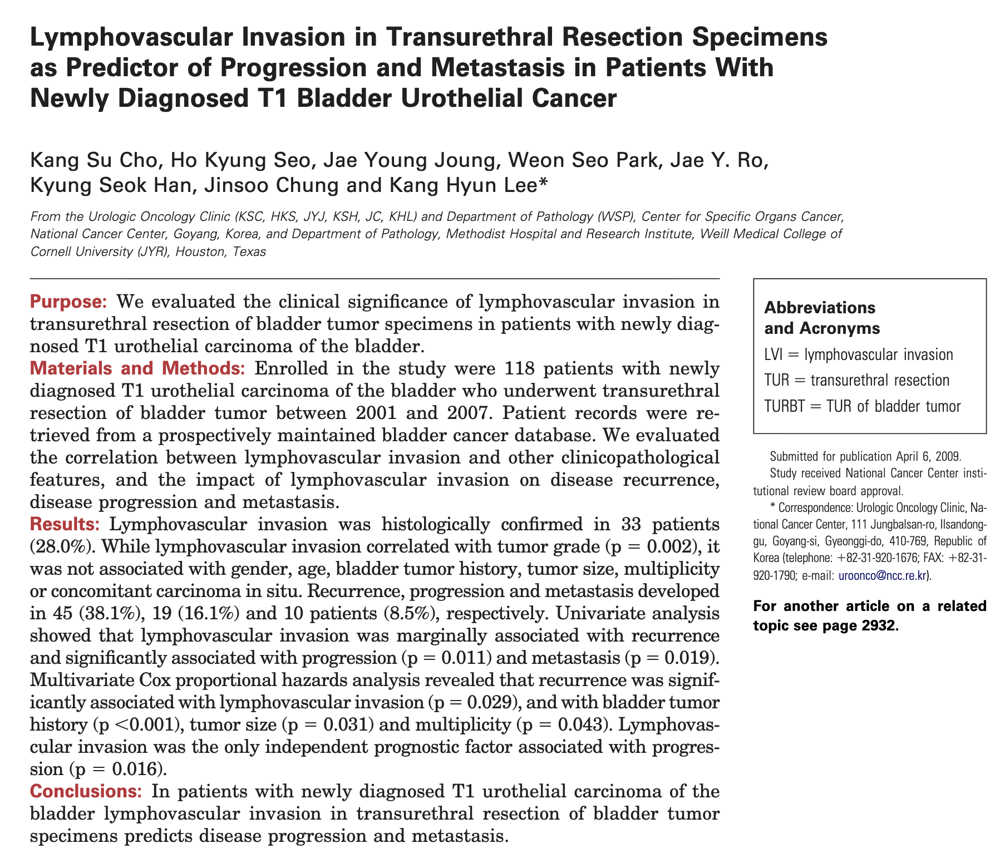 Lymphovascular Invasion in Transurethral Resection Specimens
as Predictor of Progression and Metastasis in Patients With
Newly Diagnosed T1 Bladder Urothelial Cancer
Kang Su Cho, Ho Kyung Seo, Jae Young Joung, Weon Seo Park, Jae Y. Ro,
Kyung Seok Han, Jinsoo Chung and Kang Hyun Lee*
From the Urologic Oncology Clinic (KSC, HKS, JYJ, KSH, JC, KHL) and Department of Pathology (WSP), Center for Specific Organs Cancer,
National Cancer Center, Goyang, Korea, and Department of Pathology, Methodist Hospital and Research Institute, Weill Medical College of
Cornell University (JYR), Houston, Texas
Purpose: We evaluated the clinical significance of lymphovascular invasion in
transurethral resection of bladder tumor specimens in patients with newly diag-
nosed T1 urothelial carcinoma of the bladder.
Materials and Methods: Enrolled in the study were 118 patients with newly
diagnosed T1 urothelial carcinoma of the bladder who underwent transurethral
resection of bladder tumor between 2001 and 2007. Patient records were re-
trieved from a prospectively maintained bladder cancer database. We evaluated
the correlation between lymphovascular invasion and other clinicopathological
features, and the impact of lymphovascular invasion on disease recurrence,
disease progression and metastasis.
Results: Lymphovascular invasion was histologically confirmed in 33 patients
(28.0%). While lymphovascular invasion correlated with tumor grade (p = 0.002), it
was not associated with gender, age, bladder tumor history, tumor size, multiplicity
or concomitant carcinoma in situ. Recurrence, progression and metastasis developed
in 45 (38.1%), 19 (16.1%) and 10 patients (8.5%), respectively. Univariate analysis
showed that lymphovascular invasion was marginally associated with recurrence
and significantly associated with progression (p = 0.011) and metastasis (p = 0.019).
Multivariate Cox proportional hazards analysis revealed that recurrence was signif-
icantly associated with lymphovascular invasion (p = 0.029), and with bladder tumor
history (p <0.001), tumor size (p = 0.031) and multiplicity (p = 0.043). Lymphovas-
cular invasion was the only independent prognostic factor associated with progres-
sion (p = 0.016).
Conclusions: In patients with newly diagnosed T1 urothelial carcinoma of the
bladder lymphovascular invasion in transurethral resection of bladder tumor
specimens predicts disease progression and metastasis.
Abbreviations
and Acronyms
LVI = lymphovascular invasion
TUR = transurethral resection
TURBT = TUR of bladder tumor
Submitted for publication April 6, 2009.
Study received National Cancer Center insti-
tutional review board approval.
* Correspondence: Urologic Oncology Clinic, Na-
tional Cancer Center, 111 Jungbalsan-ro, Ilsandong-
gu, Goyang-si, Gyeonggi-do, 410-769, Republic of
Korea (telephone: +82-31-920-1676; FAX: +82-31-
920-1790; e-mail: uroonco@ncc.re.kr).
For another article on a related
topic see page 2932.